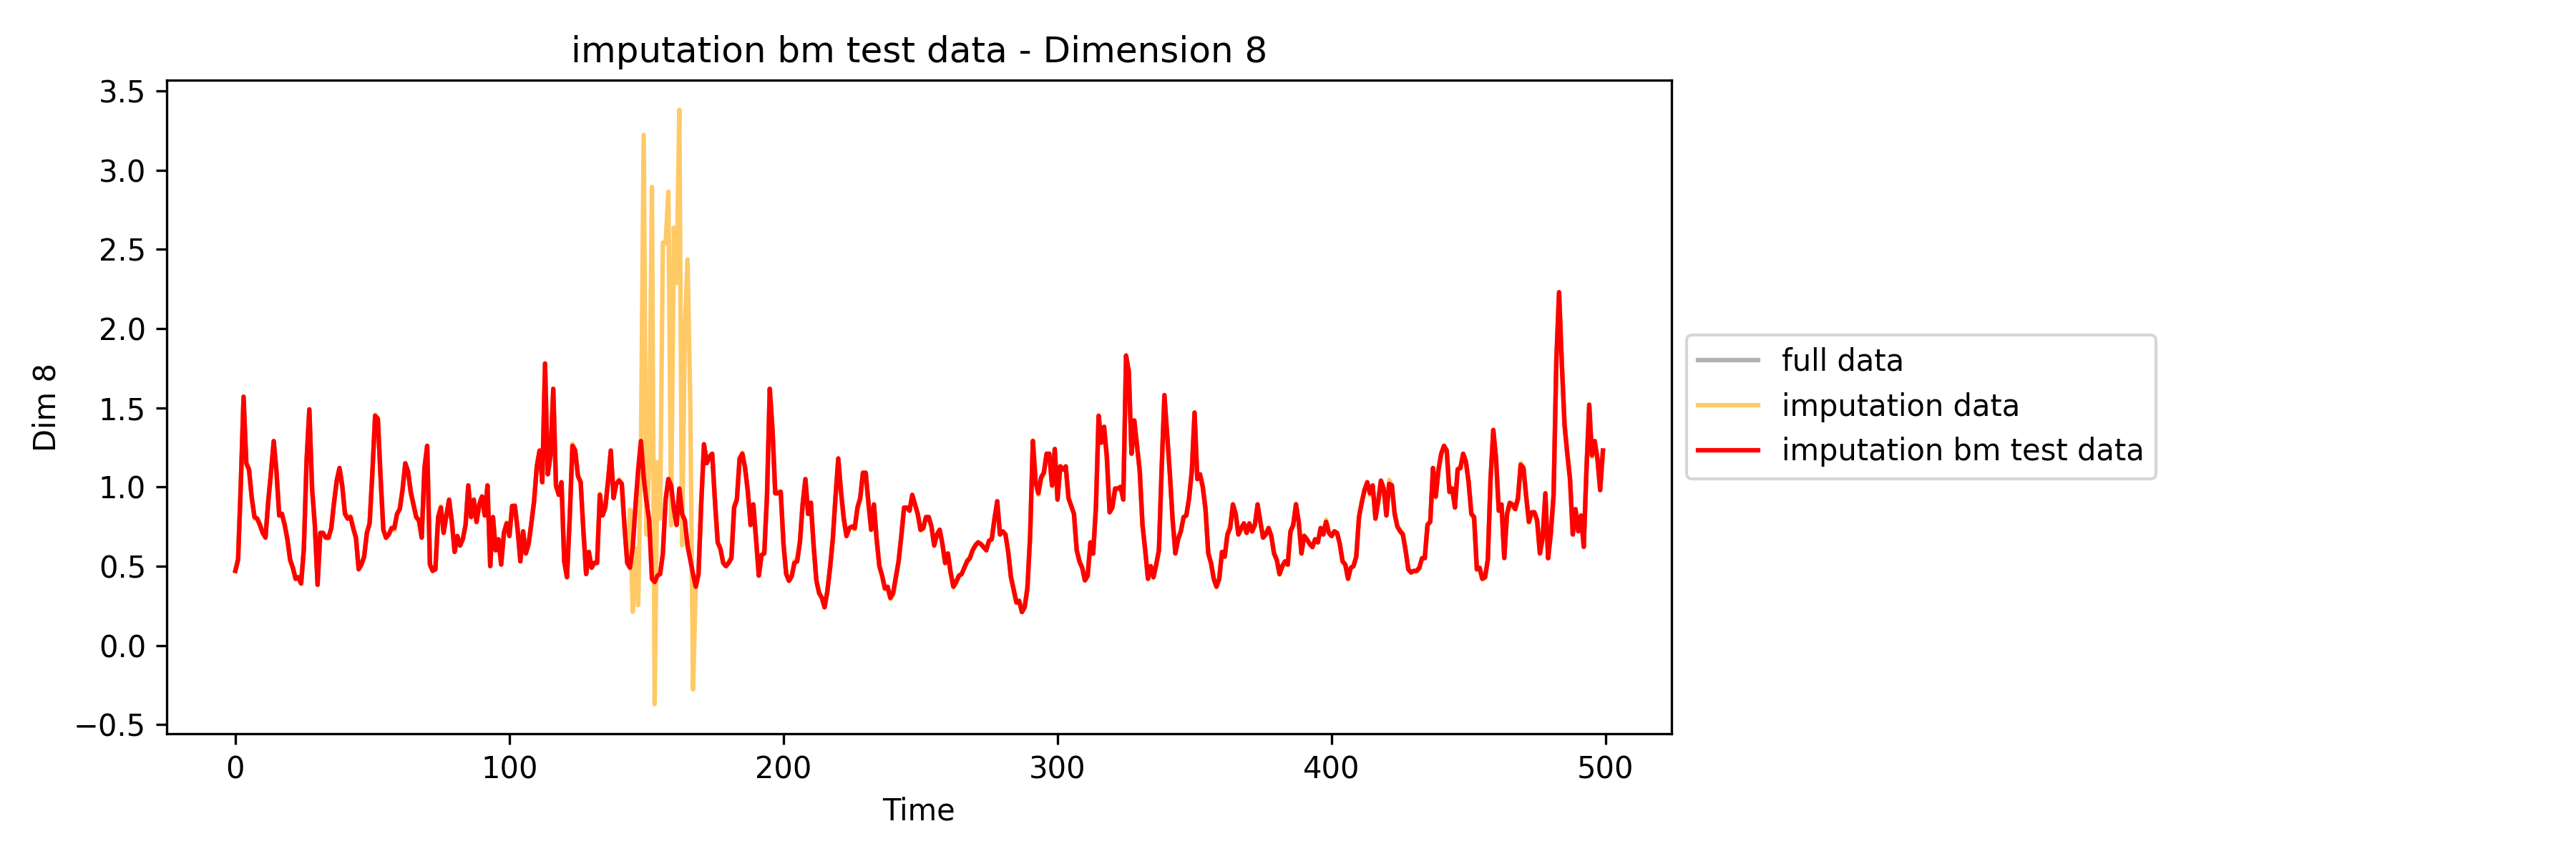 imputation bm test data - Dimension 8
3.5
3.0
2.5
2.0
1.5
1.0
0.5
0.0
−0.5
Dim 8
0 100 200 300 400 500
Time
full data
imputation data
imputation bm test data